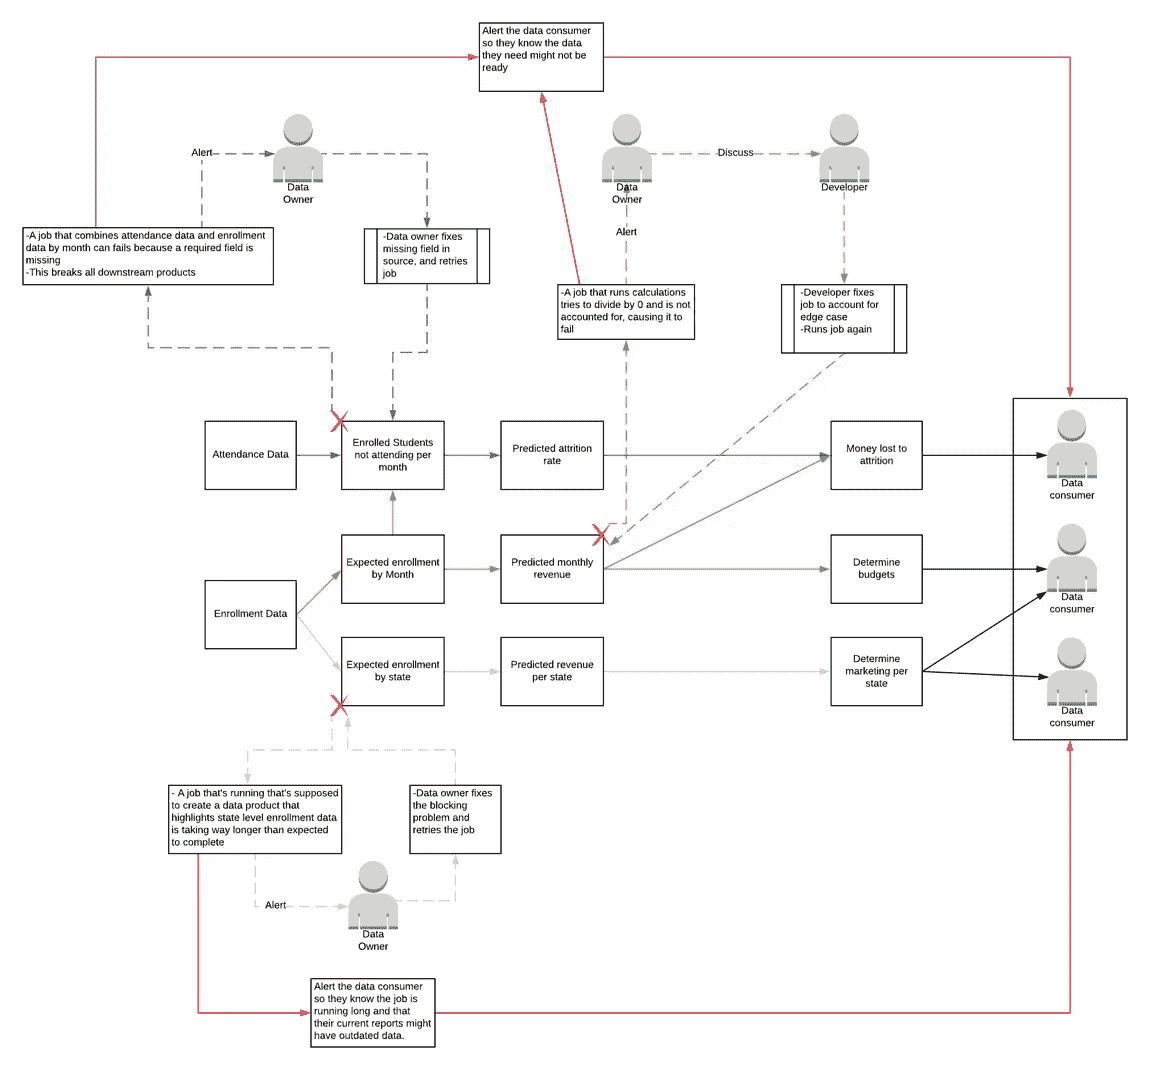 Alert the data consumer
so they know the data
they need might not be
ready
Alert
Data
Owner
Discuss
Data
Owner
Developer
Alert
-A job that combines attendance data and enrollment
data by month can fails because a required field is
missing
-This breaks all downstream products
-Data owner fixes
missing field in
source, and retries
job
-A job that runs calculations
tries to divide by 0 and is not
accounted for, causing it to
fail
-Developer fixes
job to account for
edge case
-Runs job again
Attendance Data
Enrolled Students
not attending per
month
Predicted attrition
rate
Money lost to
attrition
Data
consumer
Expected enrollment
by Month
Predicted monthly
revenue
Determine
budgets
Data
consumer
Enrollment Data
Expected enrollment
by state
Predicted revenue
per state
Determine
marketing per
state
Data
consumer
- A job that's running that's supposed
to create a data product that
highlights state level enrollment data
is taking way longer than expected
to complete
-Data owner fixes
the blocking
problem and
retries the job
Alert
Data
Owner
Alert the data consumer
so they know the job is
running long and that
their current reports might
have outdated data.